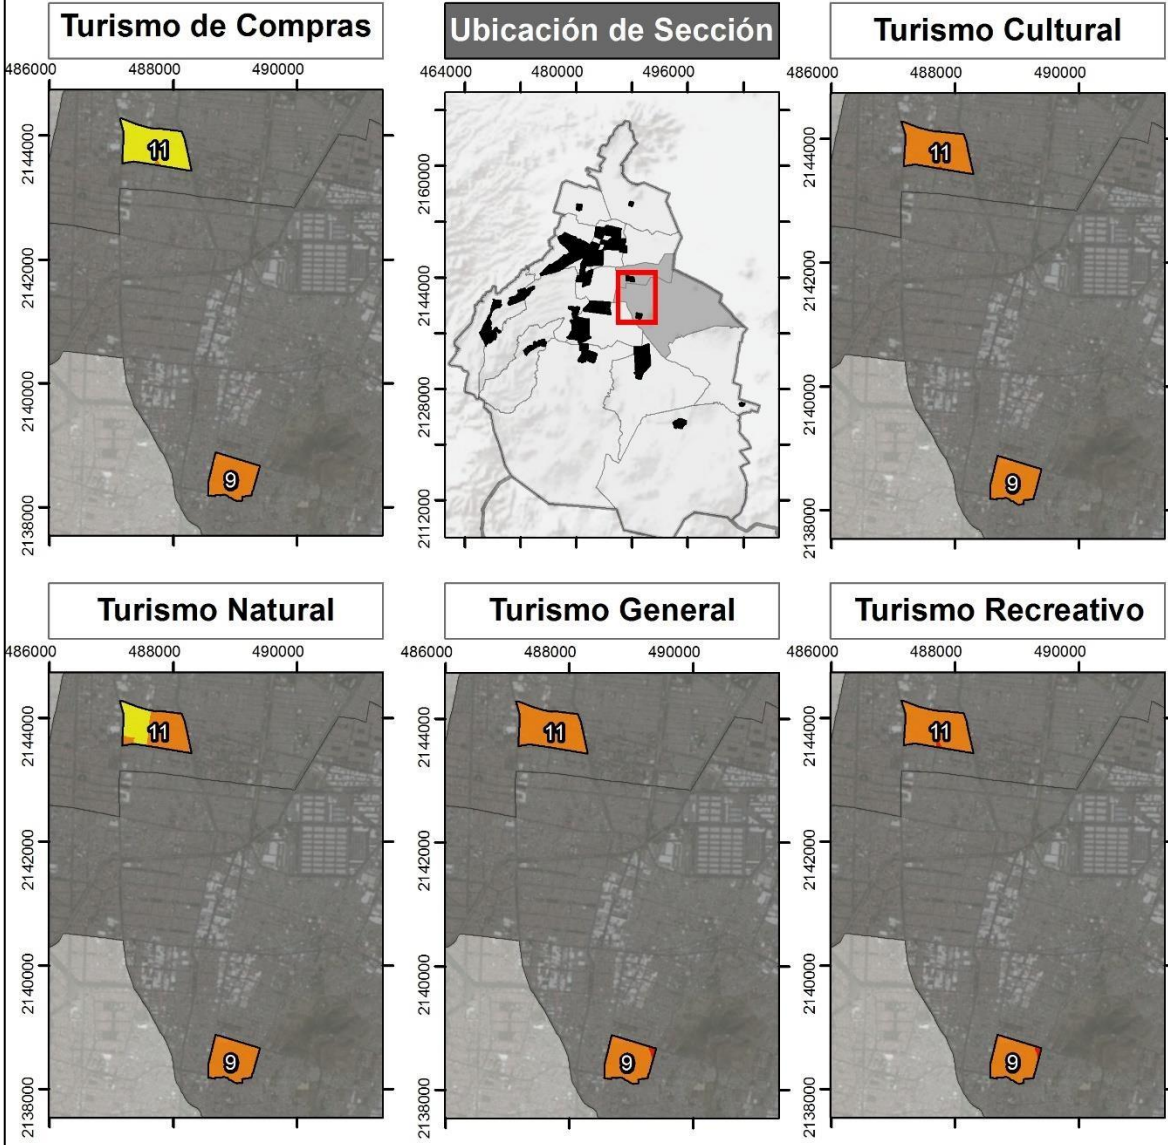 Turismo de Compras
Ubicación de Sección
Turismo Cultural
486000 488000 490000
464000 480000 496000
486000 488000 490000
2144000
2142000
2140000
2138000
11
9
2160000
2144000
2128000
2112000
2144000
2142000
2140000
2138000
11
9
Turismo Natural
Turismo General
Turismo Recreativo
486000 488000 490000
486000 488000 490000
486000 488000 490000
2144000
2142000
2140000
2138000
11
9
2144000
2142000
2140000
2138000
11
9
2144000
2142000
2140000
2138000
11
9